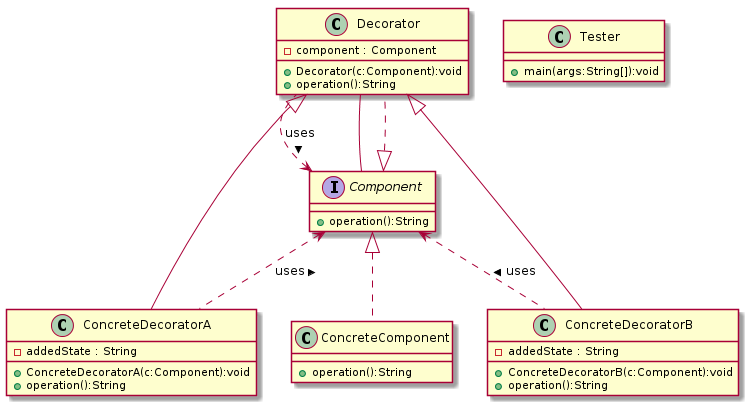 C Decorator
component : Component
Decorator(c:Component):void
operation():String
C Tester
main(args:String[]):void
uses
I Component
operation():String
uses
uses
C ConcreteDecoratorA
addedState : String
ConcreteDecoratorA(c:Component):void
operation():String
C ConcreteComponent
operation():String
C ConcreteDecoratorB
addedState : String
ConcreteDecoratorB(c:Component):void
operation():String